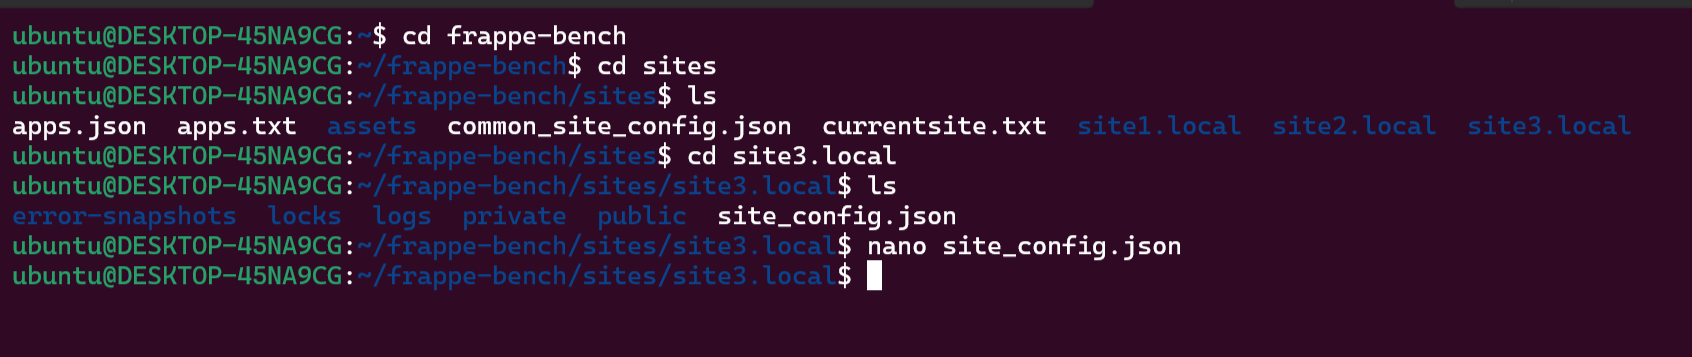 ubuntu@DESKTOP-45NA9CG:~$ cd frappe-bench
ubuntu@DESKTOP-45NA9CG:~/frappe-bench$ cd sites
ubuntu@DESKTOP-45NA9CG:~/frappe-bench/sites$ ls
apps.json  apps.txt  assets  common_site_config.json  currentsite.txt  site1.local  site2.local  site3.local
ubuntu@DESKTOP-45NA9CG:~/frappe-bench/sites$ cd site3.local
ubuntu@DESKTOP-45NA9CG:~/frappe-bench/sites/site3.local$ ls
error-snapshots  locks  logs  private  public  site_config.json
ubuntu@DESKTOP-45NA9CG:~/frappe-bench/sites/site3.local$ nano site_config.json
ubuntu@DESKTOP-45NA9CG:~/frappe-bench/sites/site3.local$